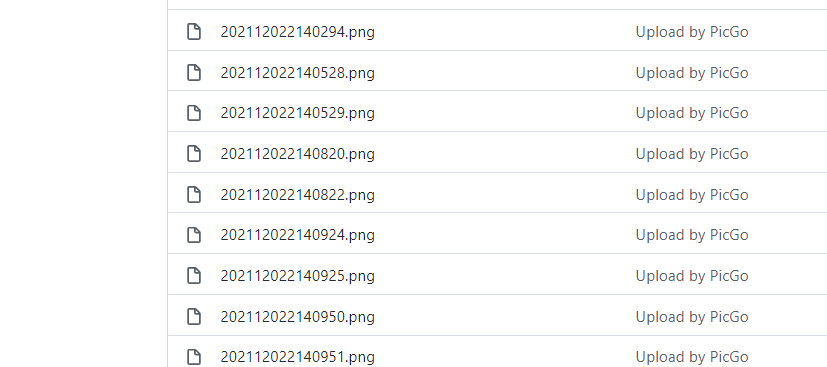 202112022140294.png Upload by PicGo
202112022140528.png Upload by PicGo
202112022140529.png Upload by PicGo
202112022140820.png Upload by PicGo
202112022140822.png Upload by PicGo
202112022140924.png Upload by PicGo
202112022140925.png Upload by PicGo
202112022140950.png Upload by PicGo
202112022140951.png Upload by PicGo